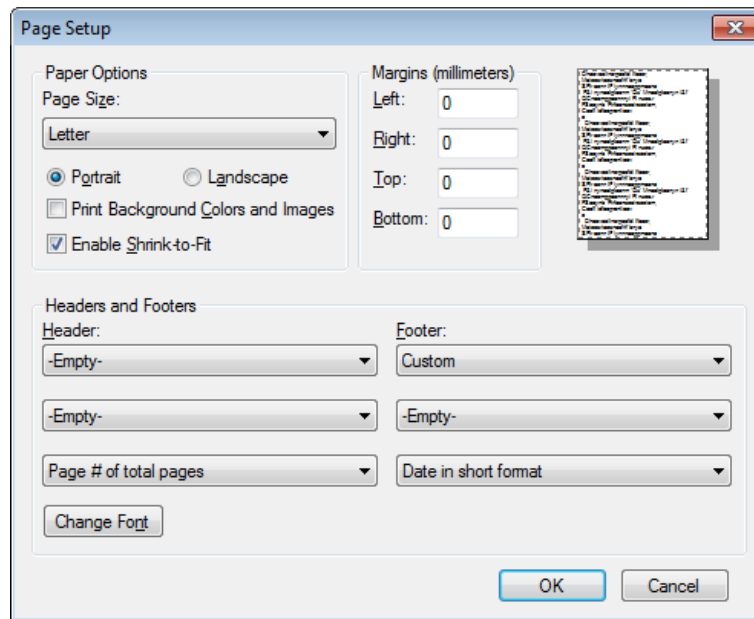 Page Setup
Paper Options
Page Size:
Letter
Portrait
Landscape
Print Background Colors and Images
Enable Shrink-to-Fit
Margins (millimeters)
Left: 0
Right: 0
Top: 0
Bottom: 0
Headers and Footers
Header:
Footer:
-Empty-
Custom
-Empty-
-Empty-
Page # of total pages
Date in short format
Change Font
OK
Cancel